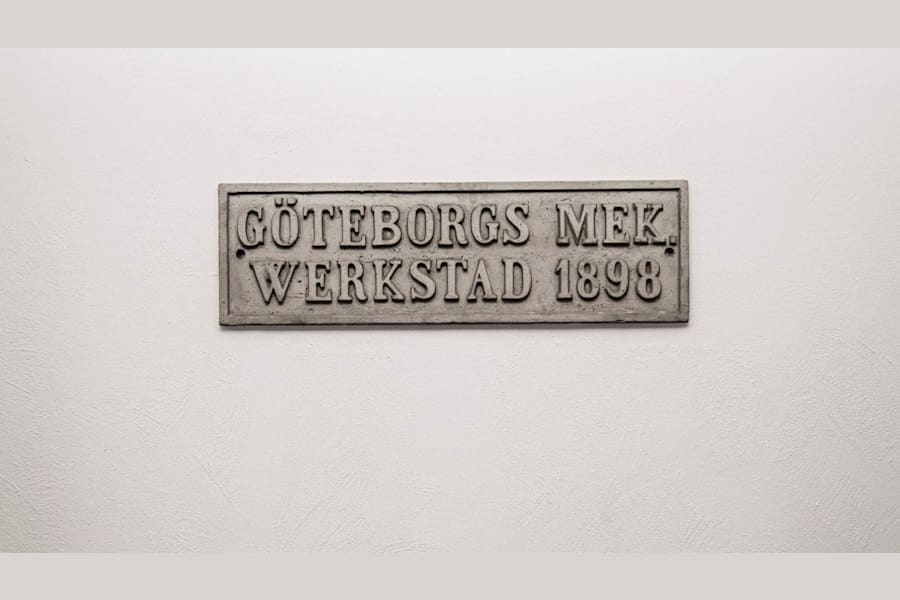 GÖTEBORGS MEK.
WERKSTAD 1898